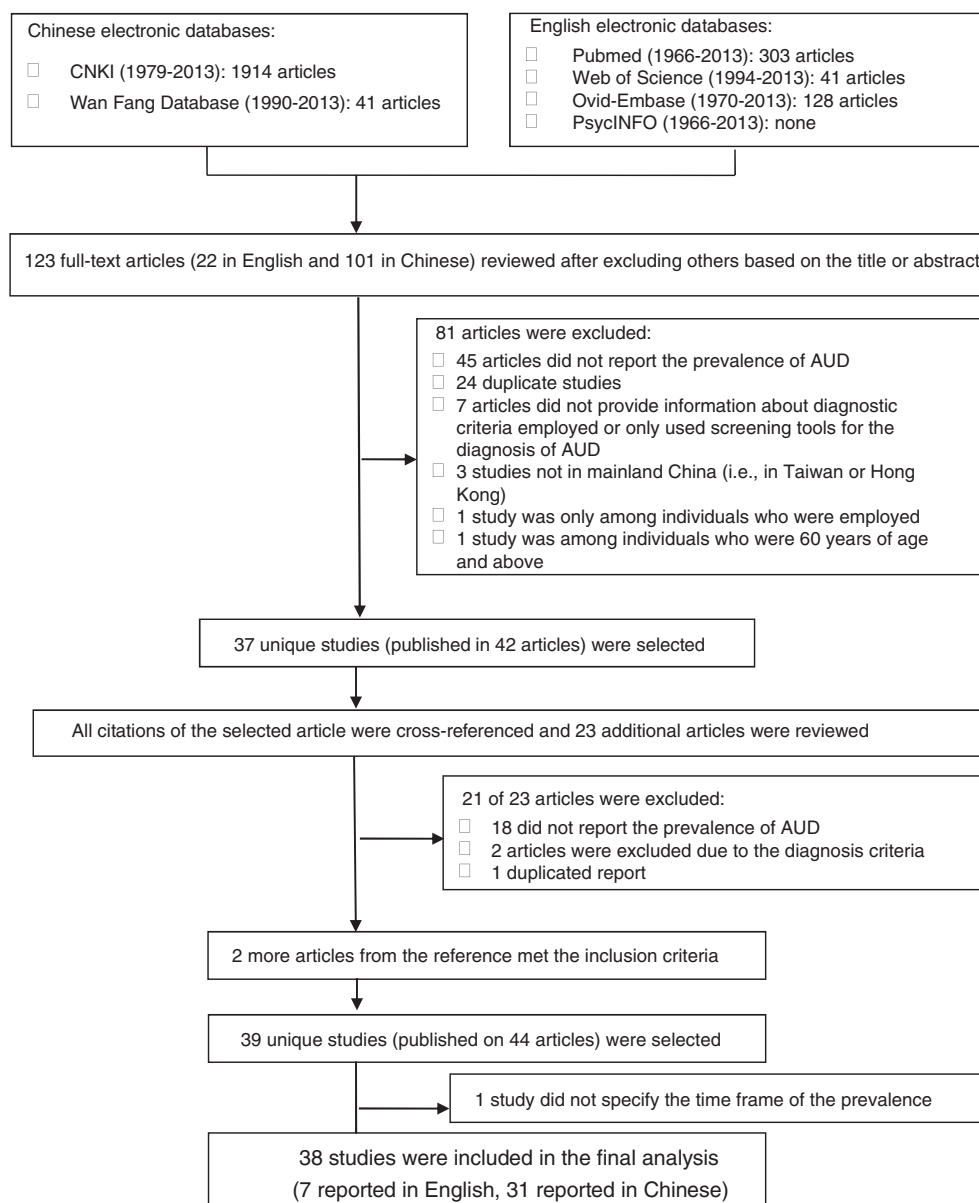 Chinese electronic databases:
CNKI (1979-2013): 1914 articles
Wan Fang Database (1990-2013): 41 articles
English electronic databases:
Pubmed (1966-2013): 303 articles
Web of Science (1994-2013): 41 articles
Ovid-Embase (1970-2013): 128 articles
PsycINFO (1966-2013): none
123 full-text articles (22 in English and 101 in Chinese) reviewed after excluding others based on the title or abstract
81 articles were excluded:
45 articles did not report the prevalence of AUD
24 duplicate studies
7 articles did not provide information about diagnostic
criteria employed or only used screening tools for the
diagnosis of AUD
3 studies not in mainland China (i.e., in Taiwan or Hong
Kong)
1 study was only among individuals who were employed
1 study was among individuals who were 60 years of age
and above
37 unique studies (published in 42 articles) were selected
All citations of the selected article were cross-referenced and 23 additional articles were reviewed
21 of 23 articles were excluded:
18 did not report the prevalence of AUD
2 articles were excluded due to the diagnosis criteria
1 duplicated report
2 more articles from the reference met the inclusion criteria
39 unique studies (published on 44 articles) were selected
1 study did not specify the time frame of the prevalence
38 studies were included in the final analysis
(7 reported in English, 31 reported in Chinese)